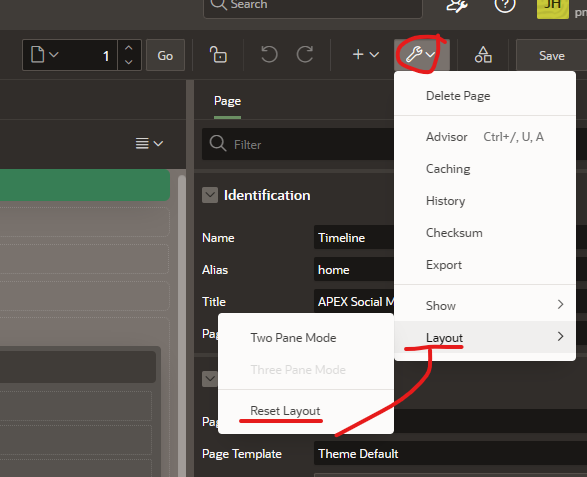 Search
JH
pm
1
Go
Save
Page
Filter
Identification
Name
Timeline
Alias
home
Title
APEX Social M
Pag
Page Template
Theme Default
Delete Page
Advisor Ctrl+/, U, A
Caching
History
Checksum
Export
Show
Layout
Two Pane Mode
Three Pane Mode
Reset Layout